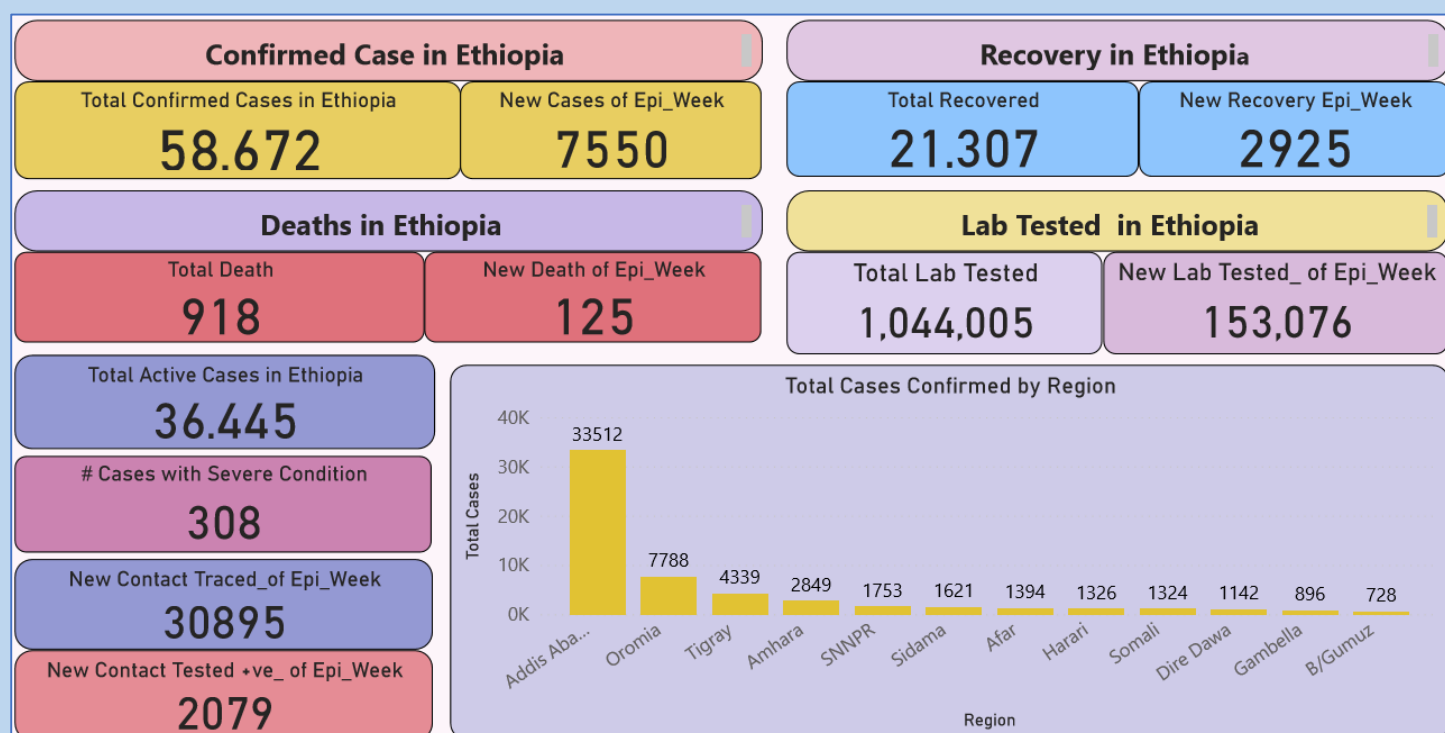 Confirmed Case in Ethiopia
Total Confirmed Cases in Ethiopia
58.672
New Cases of Epi_Week
7550
Recovery in Ethiopia
Total Recovered
21.307
New Recovery Epi_Week
2925
Deaths in Ethiopia
Total Death
918
New Death of Epi_Week
125
Lab Tested in Ethiopia
Total Lab Tested
1,044,005
New Lab Tested_ of Epi_Week
153,076
Total Active Cases in Ethiopia
36.445
# Cases with Severe Condition
308
New Contact Traced_of Epi_Week
30895
New Contact Tested +ve_ of Epi_Week
2079
Total Cases Confirmed by Region
Total Cases
40K
30K
20K
10K
0K
33512
7788
4339
2849
1753
1621
1394
1326
1324
1142
896
728
Addis Aba...
Oromia
Tigray
Amhara
SNNPR
Sidama
Afar
Harari
Somali
Dire Dawa
Gambella
B/Gumuz
Region